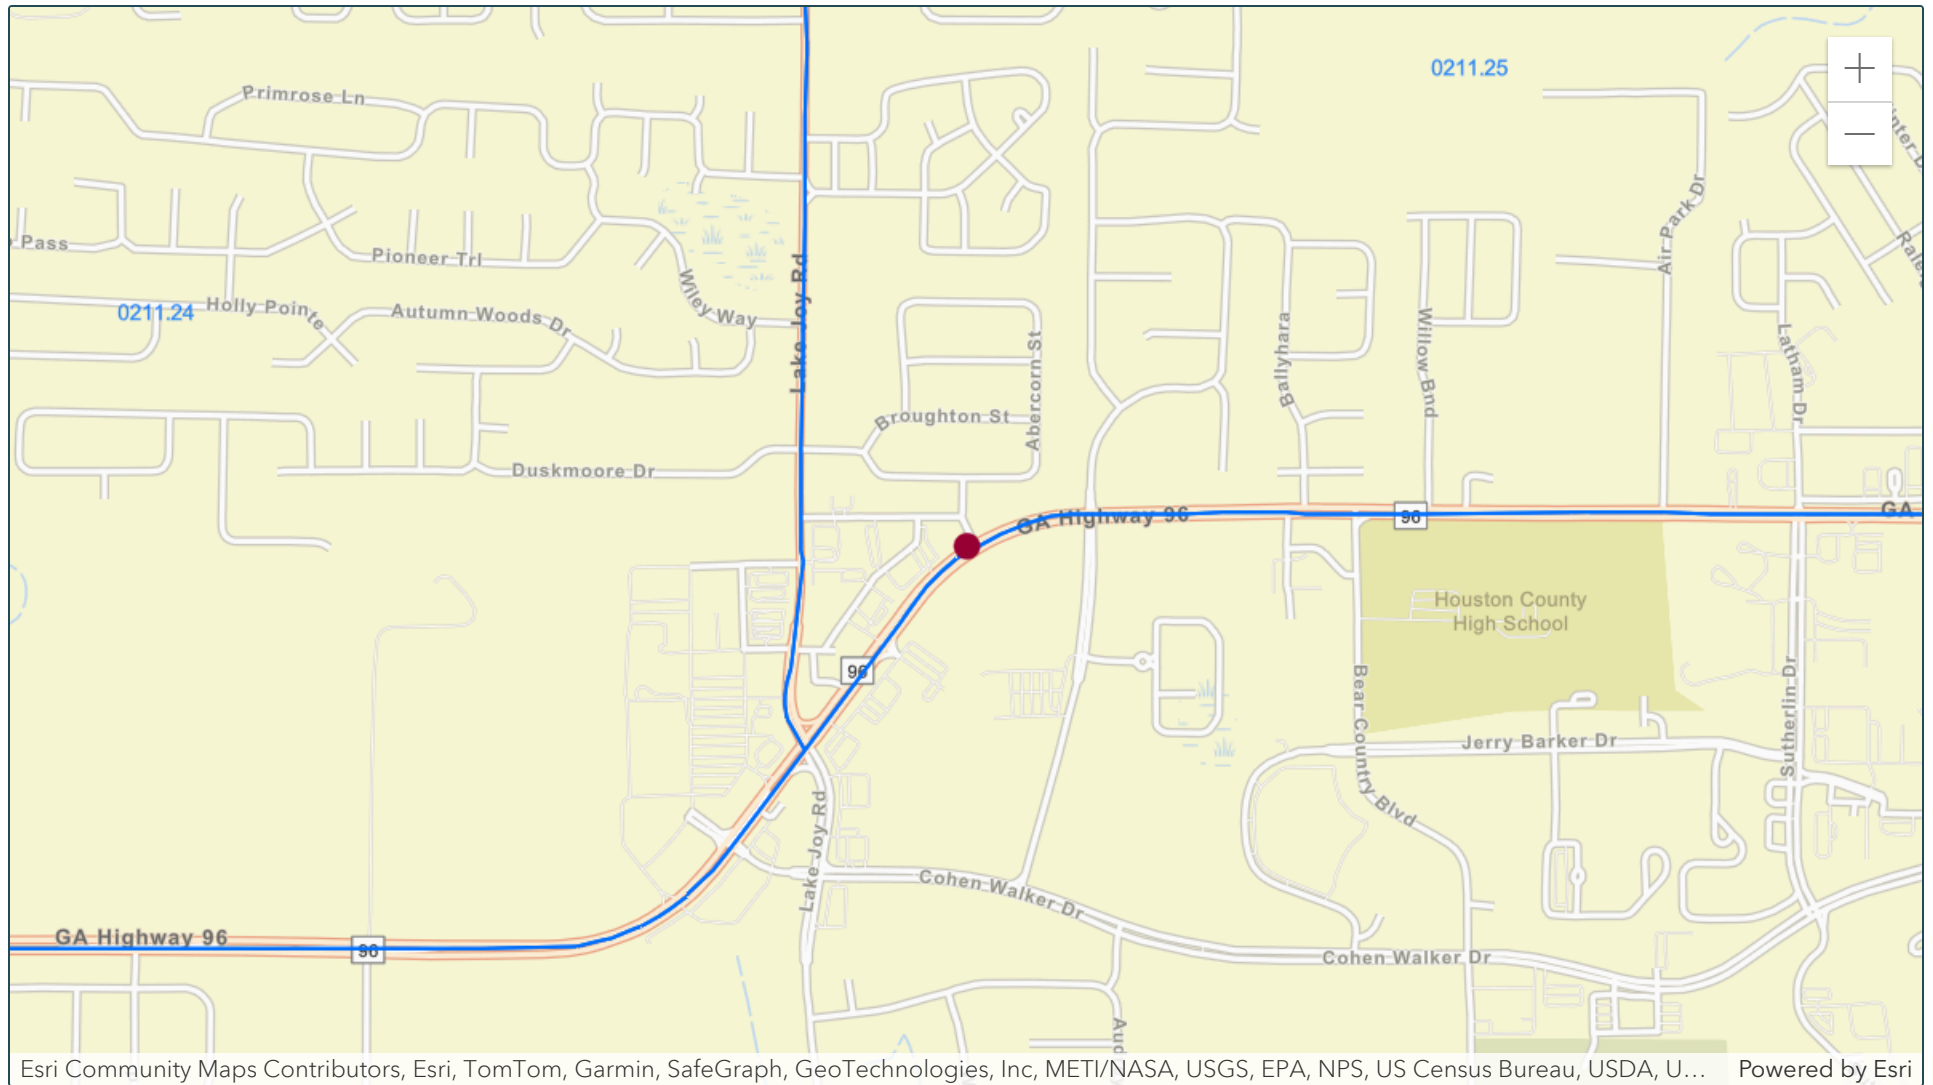 0211.25
Primrose Ln
Air Park Dr
Pass
Pioneer Trl
Wiley Way
Lake Joy Rd
0211.24
Holly Pointe
Autumn Woods Dr
Ballyhara
Willow Bnd
Latham Dr
Abercorn St
Broughton St
Duskmoore Dr
GA Highway 96
96
GA
Houston County
High School
96
Bear Country Blvd
Sutherlin Dr
Jerry Barker Dr
Lake Joy Rd
Cohen Walker Dr
GA Highway 96
96
Cohen Walker Dr
Esri Community Maps Contributors, Esri, TomTom, Garmin, SafeGraph, GeoTechnologies, Inc, METI/NASA, USGS, EPA, NPS, US Census Bureau, USDA, U...
Powered by Esri